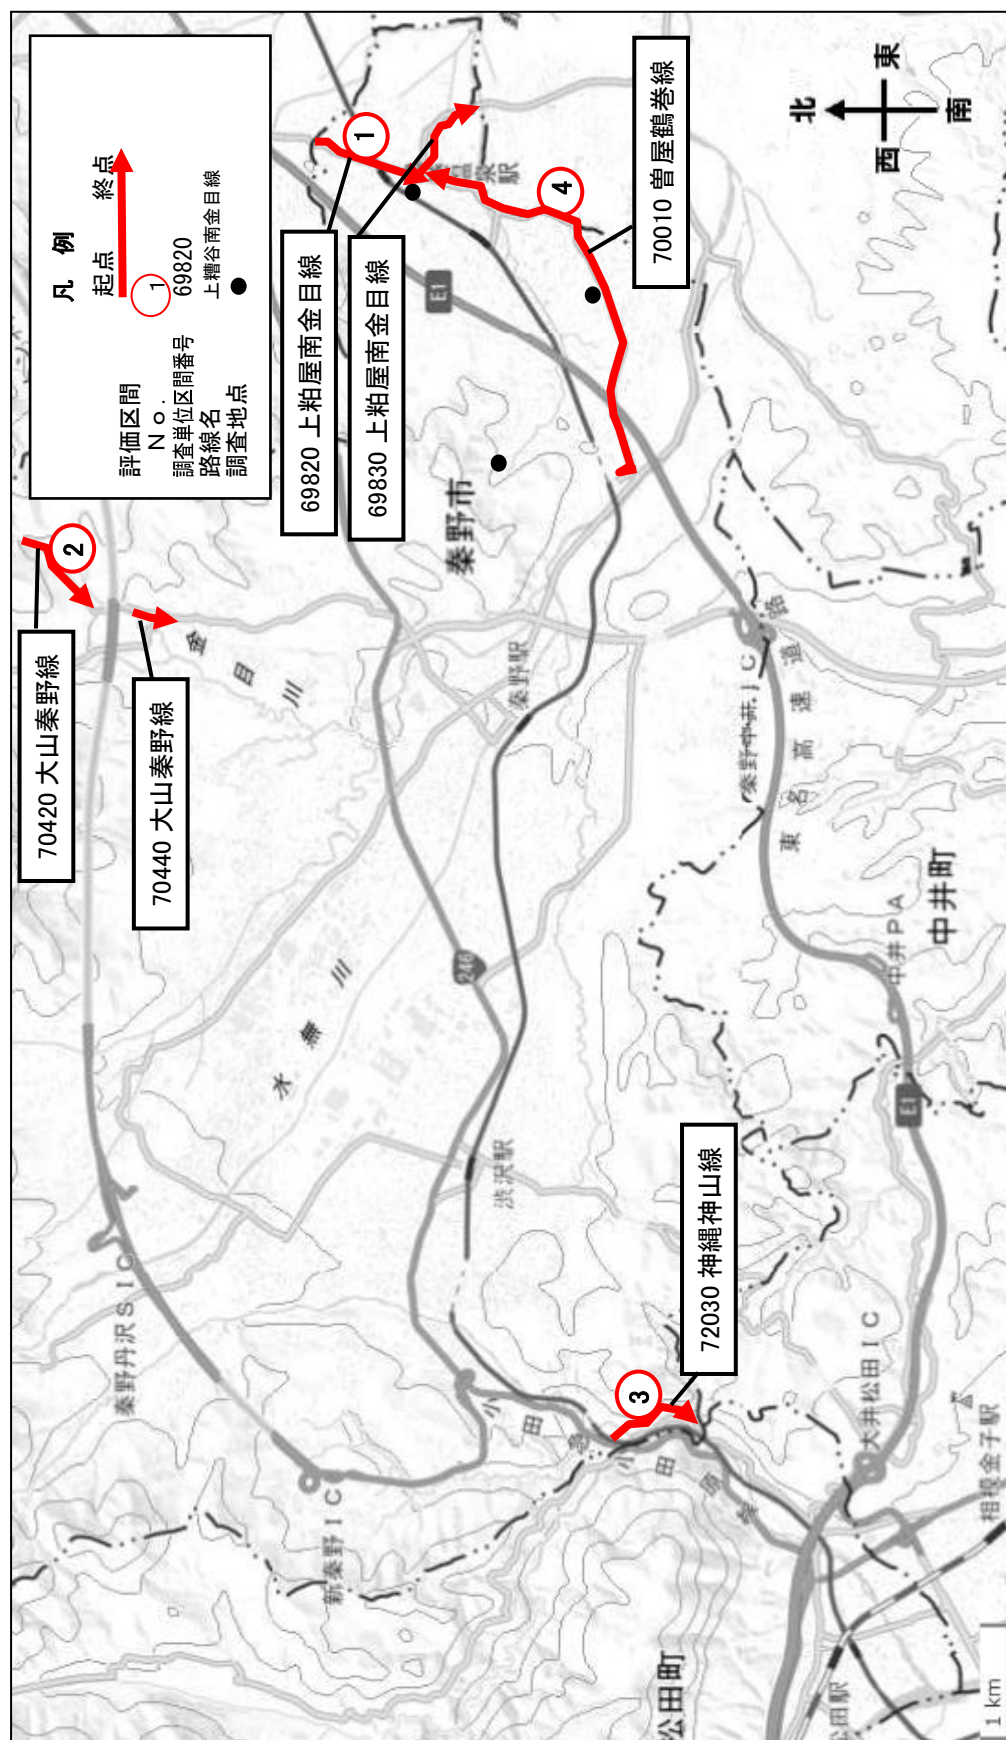 凡 例
起点 終点
評価区間
Ｎｏ. 1
調査単位区間番号 69820
路線名 上糟谷南金目線
調査地点
70420 大山秦野線
2
70440 大山秦野線
69820 上粕屋南金目線
1
69830 上粕屋南金目線
70010 曽屋鶴巻線
4
72030 神縄神山線
3
北
西 東
南
秦野市
中井町
松田町
金目川
水無川
秦野駅
渋沢駅
秦野丹沢ＳＩＣ
新秦野ＩＣ
秦野中井ＩＣ
東名高速道路
中井ＰＡ
大井松田ＩＣ
相模金子駅
E1
E1
246
1 km